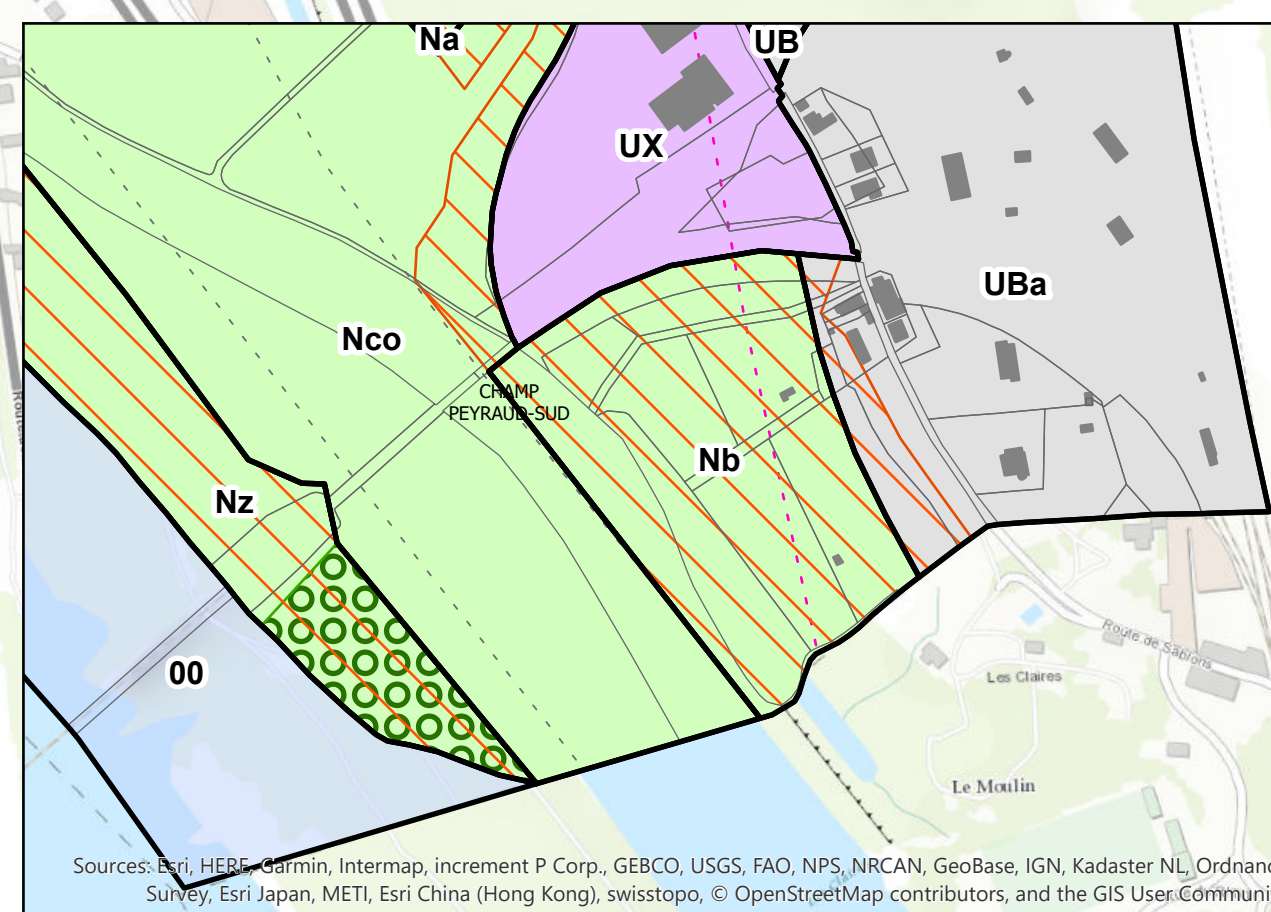 Na
UB
UX
UBa
Nco
CHAMP
PEYRAUD-SUD
Nb
Nz
00
Route de Sablons
Les Claires
Le Moulin
Sources: Esri, HERE, Garmin, Intermap, increment P Corp., GEBCO, USGS, FAO, NPS, NRCAN, GeoBase, IGN, Kadaster NL, Ordnanc
Survey, Esri Japan, METI, Esri China (Hong Kong), swisstopo, © OpenStreetMap contributors, and the GIS User Communi